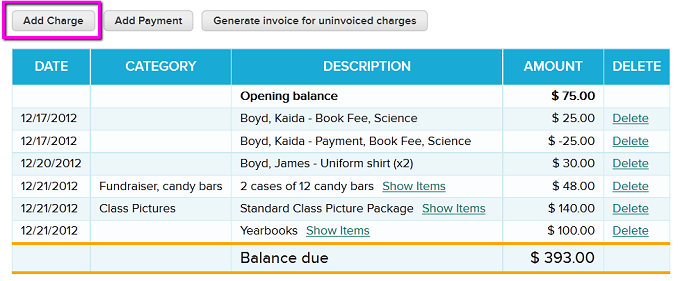 Add Charge Add Payment Generate invoice for uninvoiced charges
DATE CATEGORY DESCRIPTION AMOUNT DELETE
Opening balance $ 75.00
12/17/2012 Boyd, Kaida - Book Fee, Science $ 25.00 Delete
12/17/2012 Boyd, Kaida - Payment, Book Fee, Science $ -25.00 Delete
12/20/2012 Boyd, James - Uniform shirt (x2) $ 30.00 Delete
12/21/2012 Fundraiser, candy bars 2 cases of 12 candy bars Show Items $ 48.00 Delete
12/21/2012 Class Pictures Standard Class Picture Package Show Items $ 140.00 Delete
12/21/2012 Yearbooks Show Items $ 100.00 Delete
Balance due $ 393.00